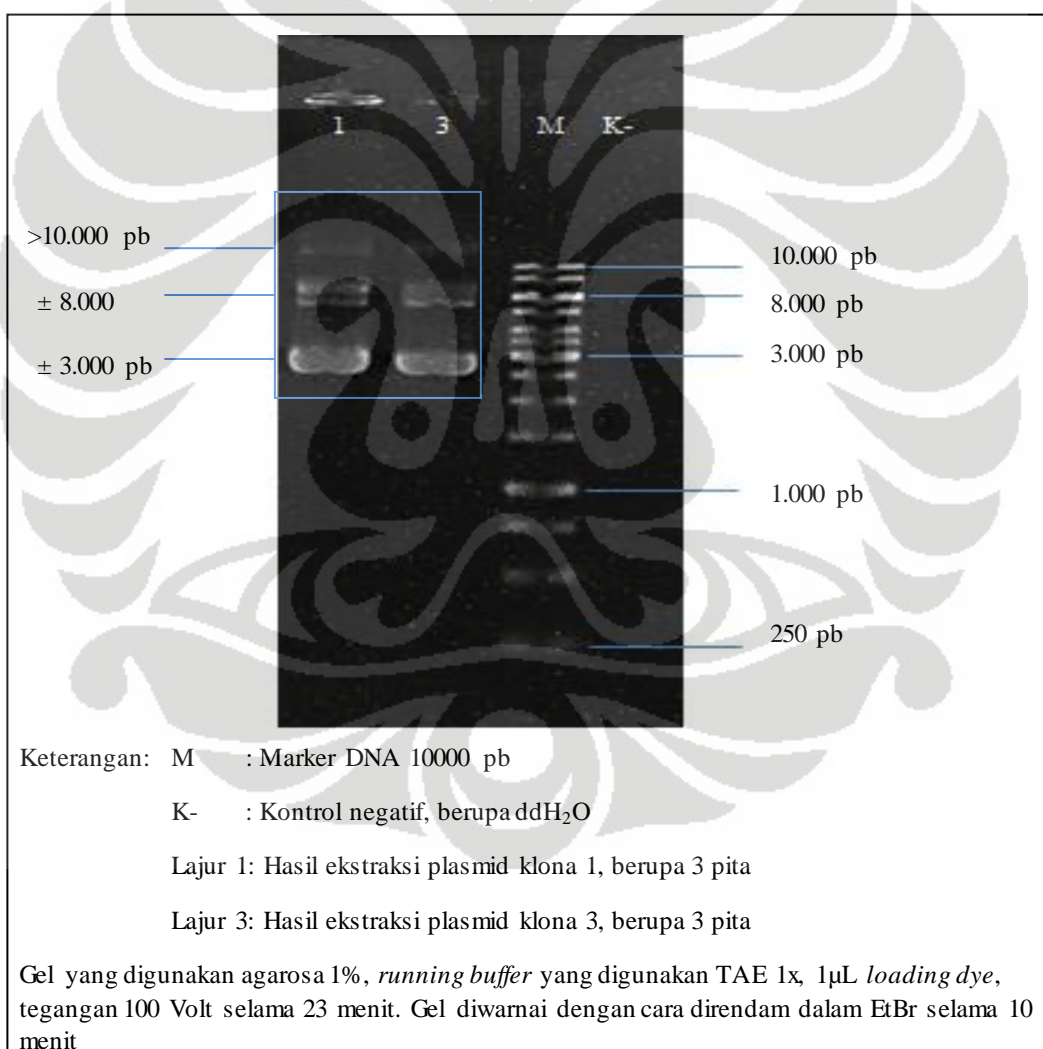 1 3 M K-
>10.000 pb
± 8.000
± 3.000 pb
10.000 pb
8.000 pb
3.000 pb
1.000 pb
250 pb
Keterangan: M : Marker DNA 10000 pb
K- : Kontrol negatif, berupa ddH₂O
Lajur 1: Hasil ekstraksi plasmid klona 1, berupa 3 pita
Lajur 3: Hasil ekstraksi plasmid klona 3, berupa 3 pita
Gel yang digunakan agarosa 1%, running buffer yang digunakan TAE 1x, 1µL loading dye,
tegangan 100 Volt selama 23 menit. Gel diwarnai dengan cara direndam dalam EtBr selama 10
menit